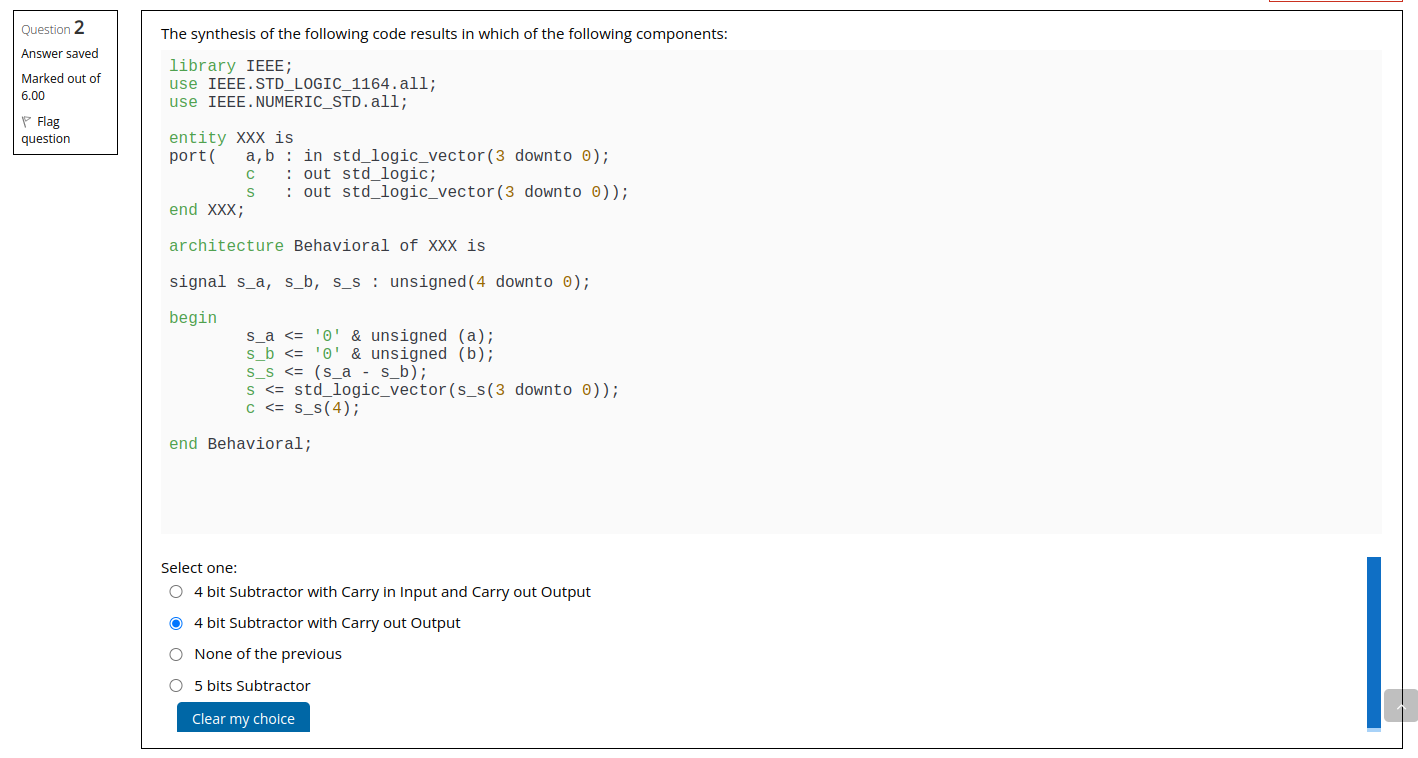 Question 2
Answer saved
Marked out of
6.00
Flag
question
The synthesis of the following code results in which of the following components:
library IEEE;
use IEEE.STD_LOGIC_1164.all;
use IEEE.NUMERIC_STD.all;
entity XXX is
port(   a,b : in std_logic_vector(3 downto 0);
        c   : out std_logic;
        s   : out std_logic_vector(3 downto 0));
end XXX;
architecture Behavioral of XXX is
signal s_a, s_b, s_s : unsigned(4 downto 0);
begin
        s_a <= '0' & unsigned (a);
        s_b <= '0' & unsigned (b);
        s_s <= (s_a - s_b);
        s <= std_logic_vector(s_s(3 downto 0));
        c <= s_s(4);
end Behavioral;
Select one:
4 bit Subtractor with Carry in Input and Carry out Output
4 bit Subtractor with Carry out Output
None of the previous
5 bits Subtractor
Clear my choice